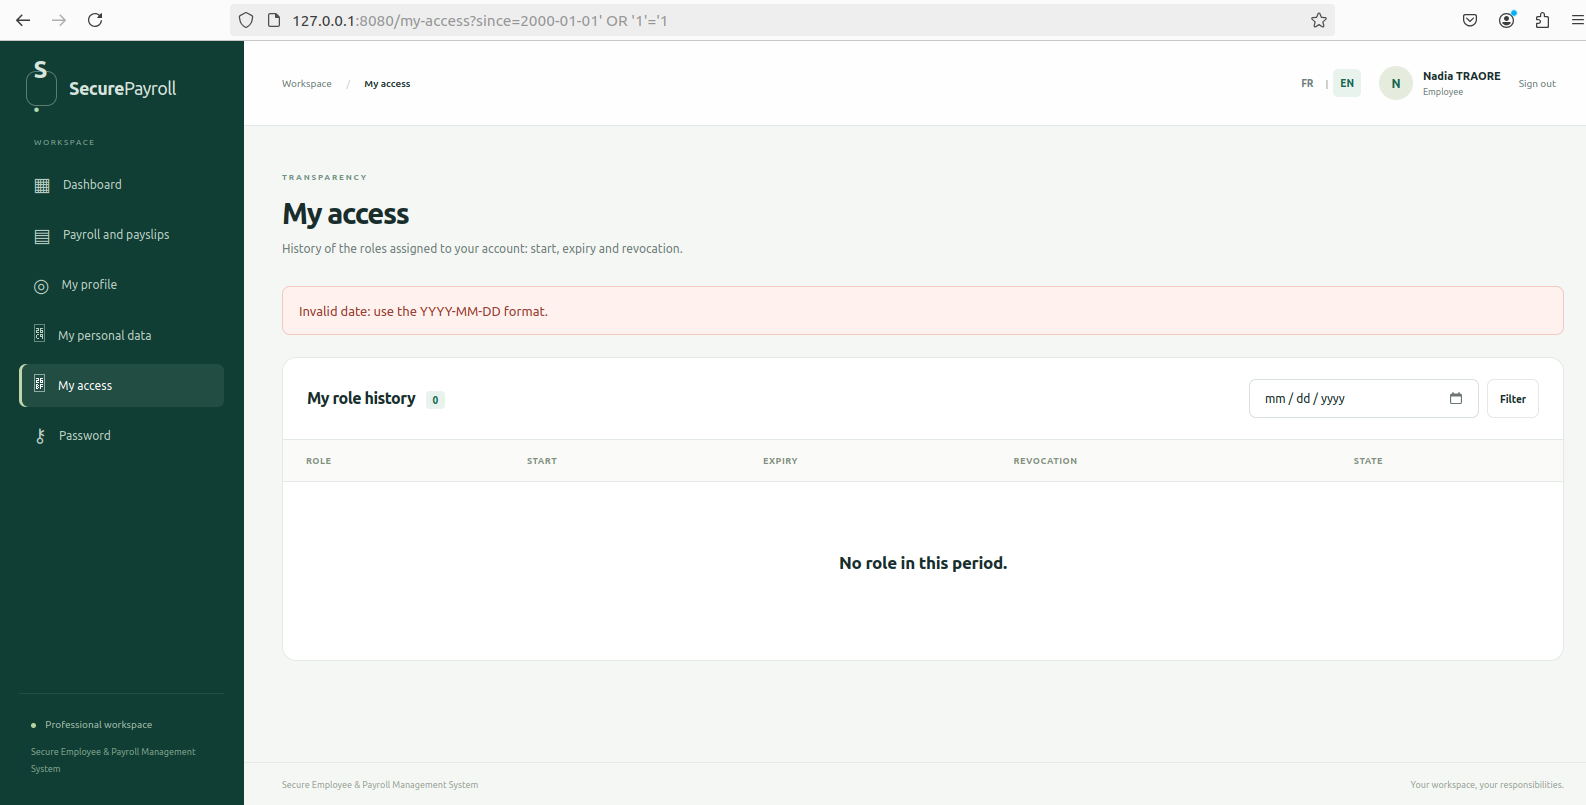 127.0.0.1:8080/my-access?since=2000-01-01' OR '1'='1
S
SecurePayroll
Workspace / My access
FR | EN
N
Nadia TRAORE
Employee
Sign out
WORKSPACE
Dashboard
Payroll and payslips
My profile
My personal data
My access
Password
TRANSPARENCY
My access
History of the roles assigned to your account: start, expiry and revocation.
Invalid date: use the YYYY-MM-DD format.
My role history 0
mm / dd / yyyy
Filter
ROLE START EXPIRY REVOCATION STATE
No role in this period.
Professional workspace
Secure Employee & Payroll Management
System
Secure Employee & Payroll Management System
Your workspace, your responsibilities.